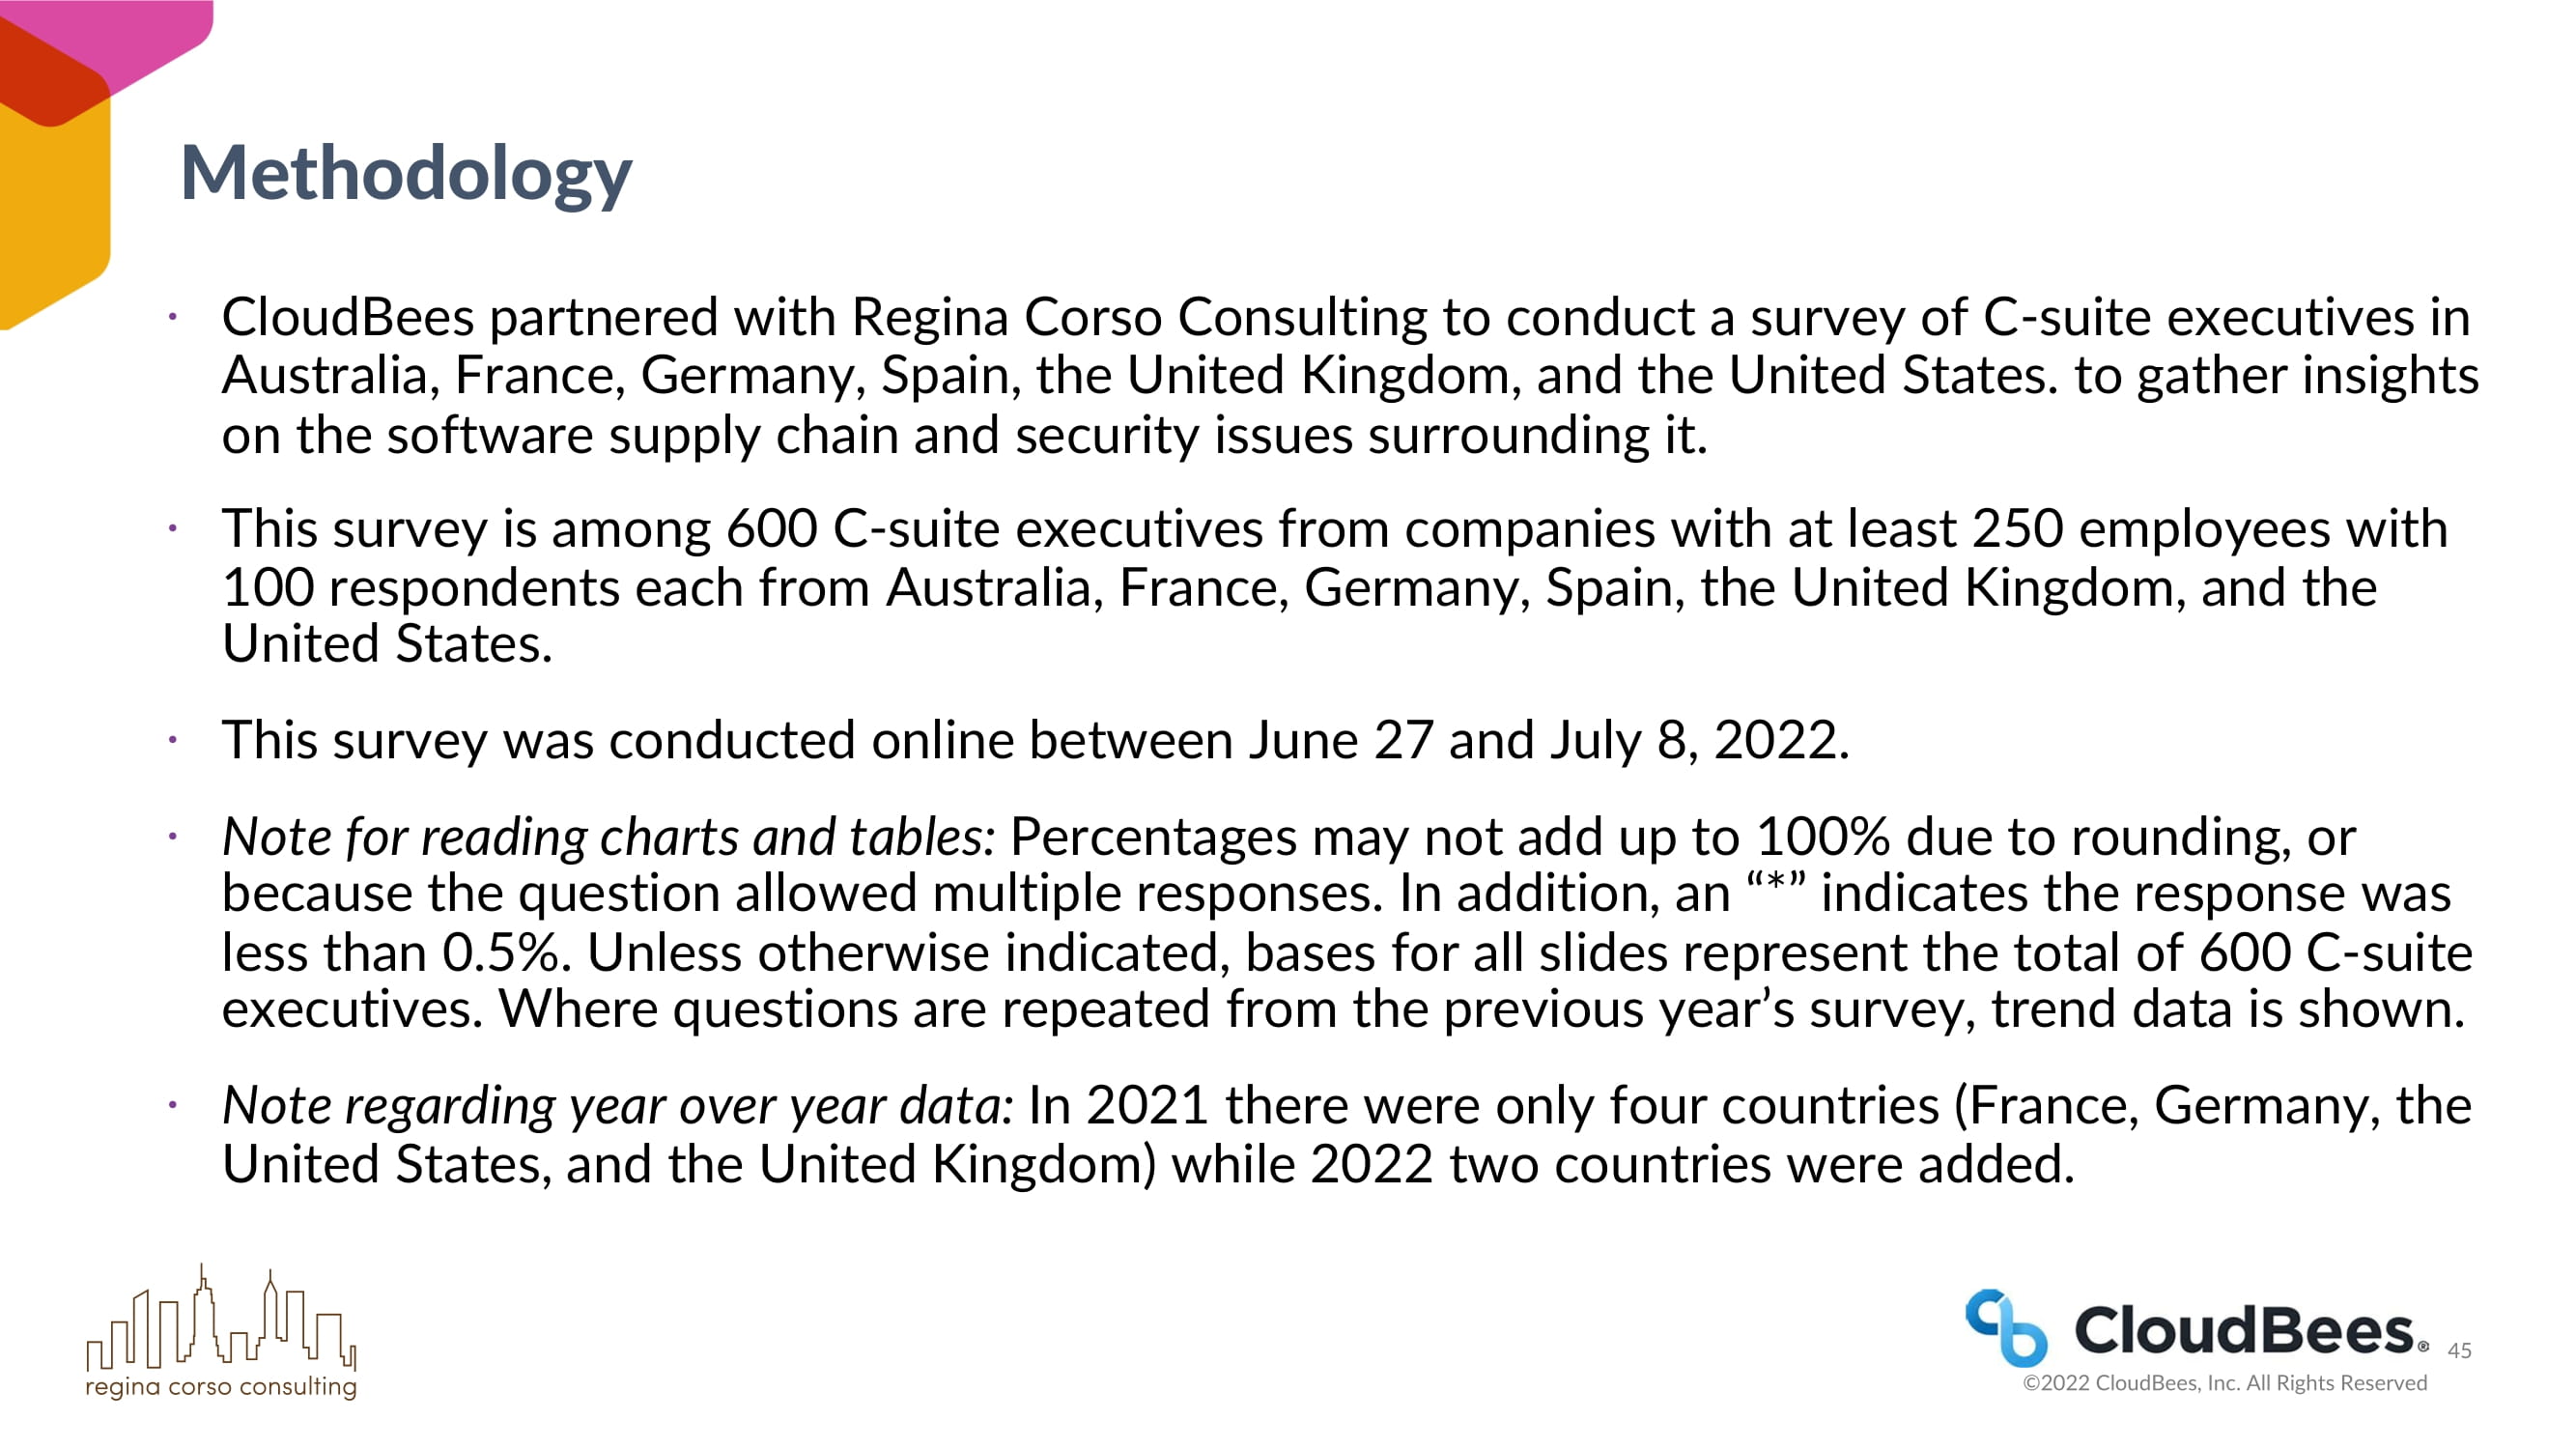 Methodology
· CloudBees partnered with Regina Corso Consulting to conduct a survey of C-suite executives in
Australia, France, Germany, Spain, the United Kingdom, and the United States. to gather insights
on the software supply chain and security issues surrounding it.
· This survey is among 600 C-suite executives from companies with at least 250 employees with
100 respondents each from Australia, France, Germany, Spain, the United Kingdom, and the
United States.
· This survey was conducted online between June 27 and July 8, 2022.
· Note for reading charts and tables: Percentages may not add up to 100% due to rounding, or
because the question allowed multiple responses. In addition, an “*” indicates the response was
less than 0.5%. Unless otherwise indicated, bases for all slides represent the total of 600 C-suite
executives. Where questions are repeated from the previous year’s survey, trend data is shown.
· Note regarding year over year data: In 2021 there were only four countries (France, Germany, the
United States, and the United Kingdom) while 2022 two countries were added.
regina corso consulting
CloudBees®
45
©2022 CloudBees, Inc. All Rights Reserved